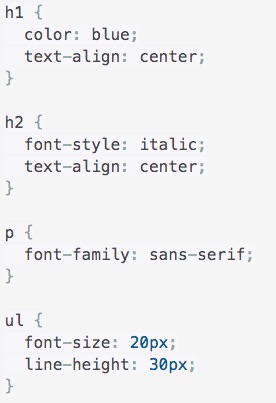 h1 {
  color: blue;
  text-align: center;
}

h2 {
  font-style: italic;
  text-align: center;
}

p {
  font-family: sans-serif;
}

ul {
  font-size: 20px;
  line-height: 30px;
}